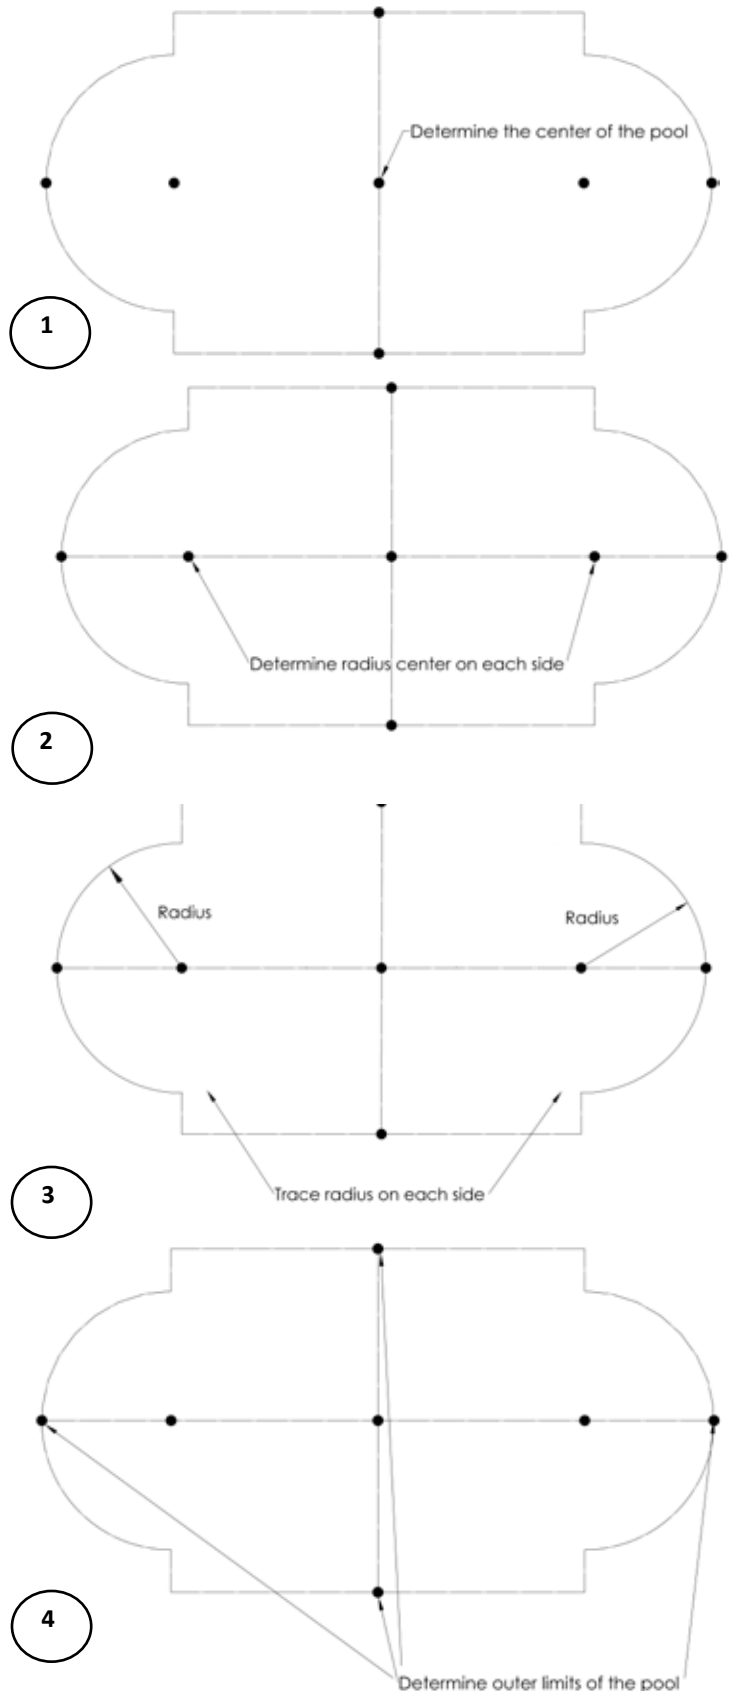 Determine the center of the pool
1
Determine radius center on each side
2
Radius
Radius
Trace radius on each side
3
4
Determine outer limits of the pool